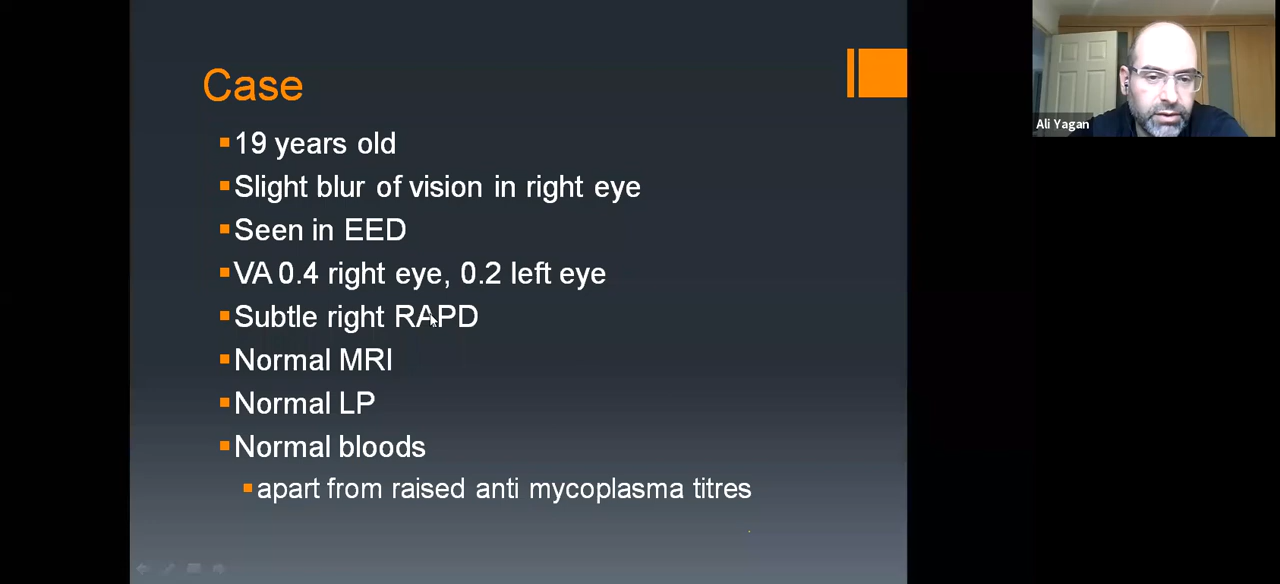 Case
19 years old
Slight blur of vision in right eye
Seen in EED
VA 0.4 right eye, 0.2 left eye
Subtle right RAPD
Normal MRI
Normal LP
Normal bloods
apart from raised anti mycoplasma titres
Ali Yagan